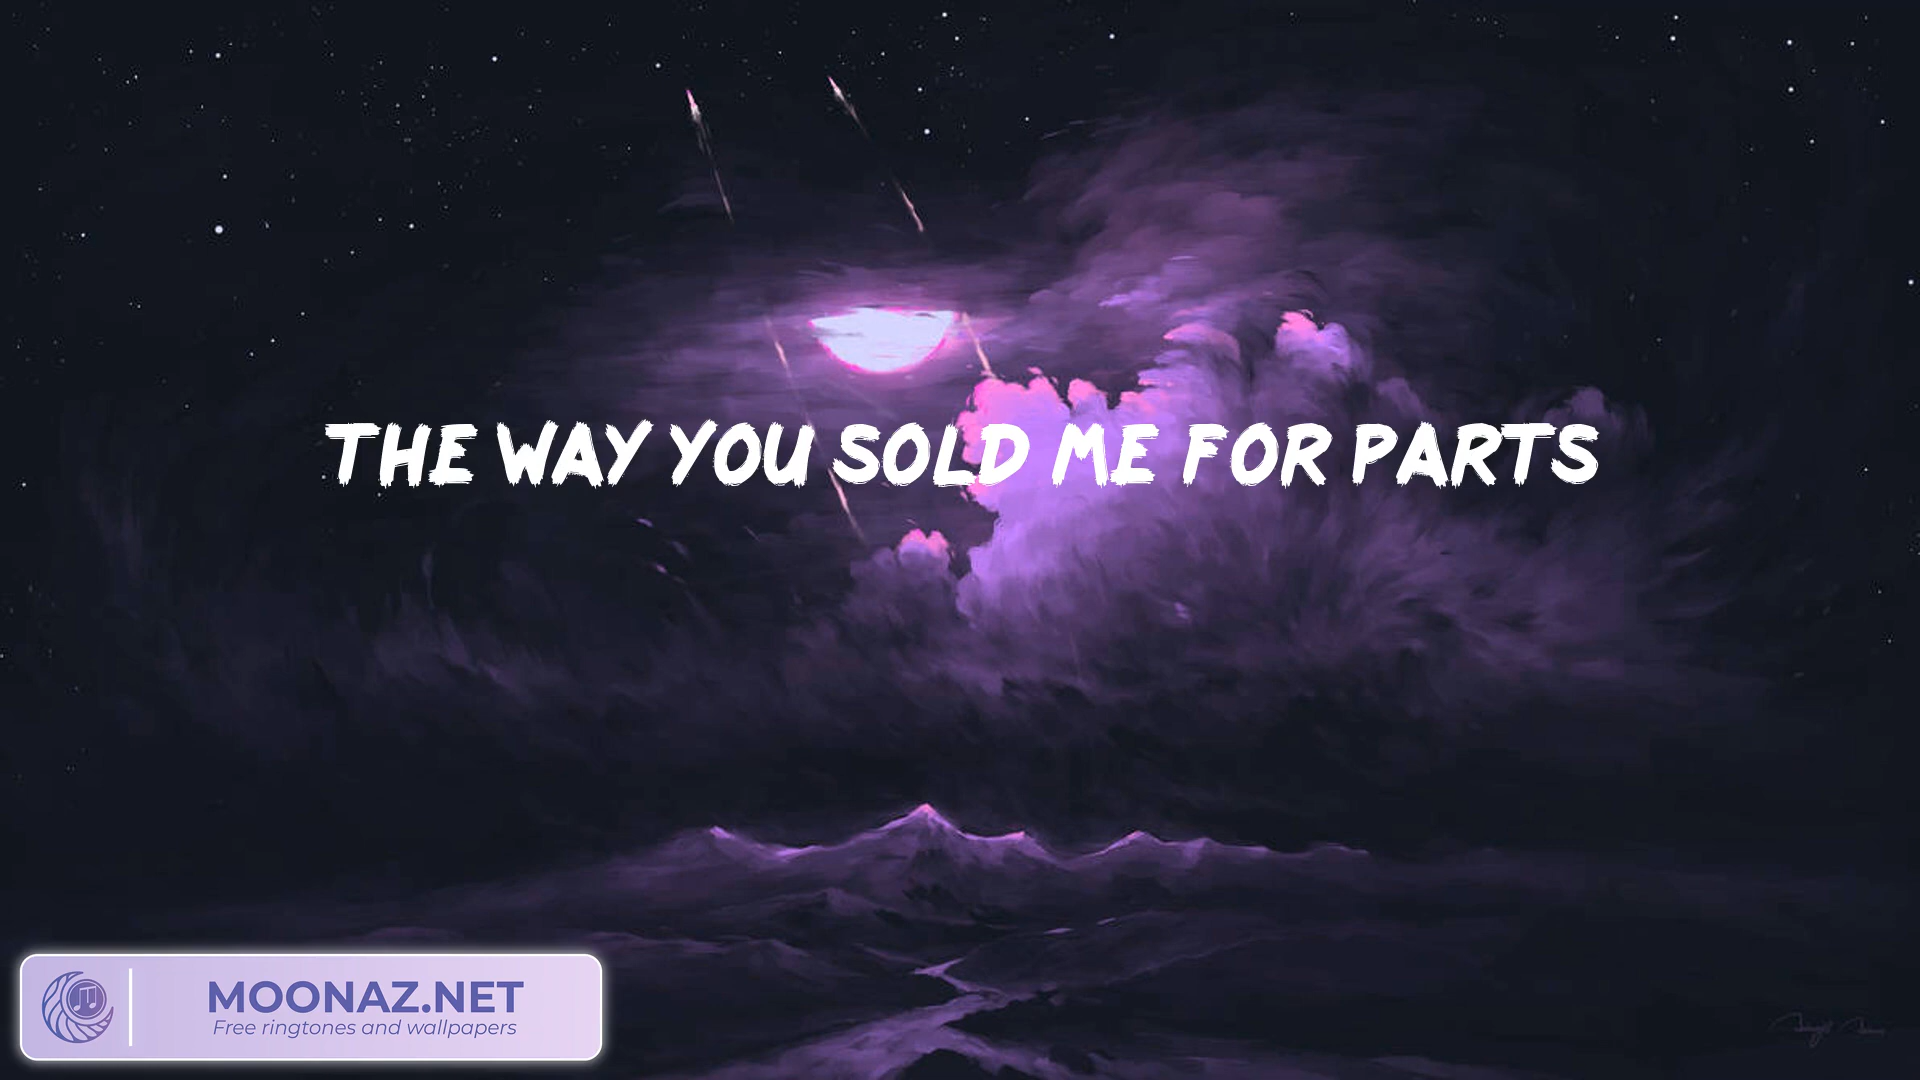 THE WAY YOU SOLD ME FOR PARTS
MOONAZ.NET
Free ringtones and wallpapers